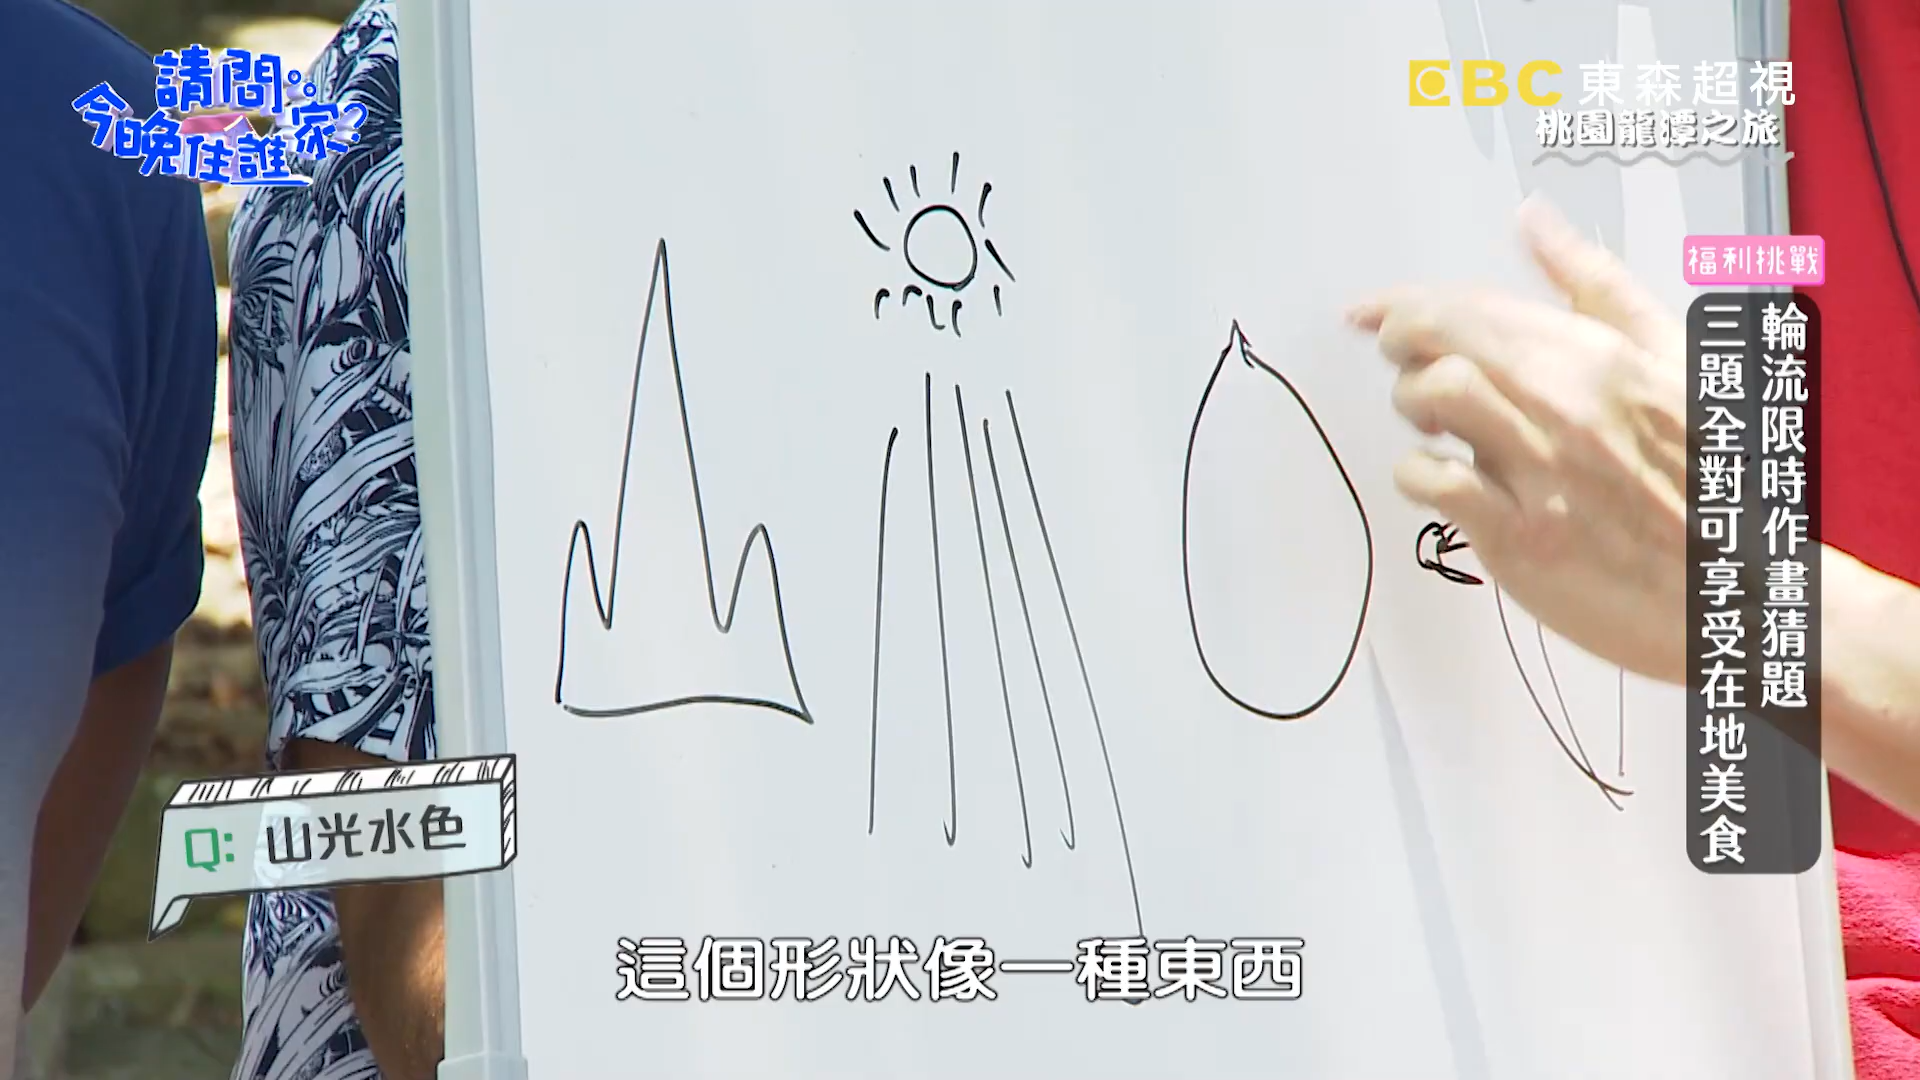 請問。
今晚住誰家?
EBC 東森超視
桃園龍潭之旅
福利挑戰
輪流限時作畫猜題
三題全對可享受在地美食
Q: 山光水色
這個形狀像一種東西